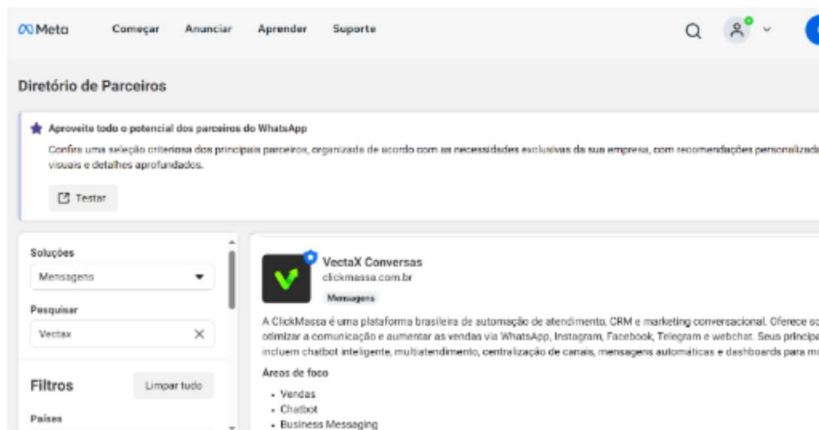 Meta
Começar Anunciar Aprender Suporte
Diretório de Parceiros
Aproveite todo o potencial dos parceiros do WhatsApp
Confira uma seleção criteriosa dos principais parceiros, organizada de acordo com as necessidades exclusivas da sua empresa, com recomendações personalizada
visuais e detalhes aprofundados.
Testar
Soluções
Mensagens
Pesquisar
Vectax
Filtros
Limpar tudo
Países
VectaX Conversas
clickmassa.com.br
Mensagens
A ClickMassa é uma plataforma brasileira de automação de atendimento, CRM e marketing conversacional. Oferece so
otimizar a comunicação e aumentar as vendas via WhatsApp, Instagram, Facebook, Telegram e webchat. Seus principa
incluem chatbot inteligente, multiatendimento, centralização de canais, mensagens automáticas e dashboards para m
Áreas de foco
• Vendas
• Chatbot
• Business Messaging